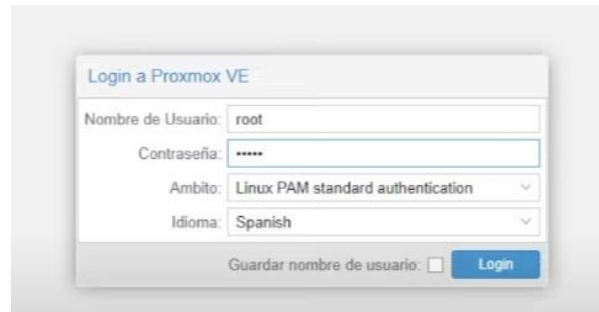 Login a Proxmox VE
Nombre de Usuario: root
Contraseña: •••••
Ambito: Linux PAM standard authentication
Idioma: Spanish
Guardar nombre de usuario: Login